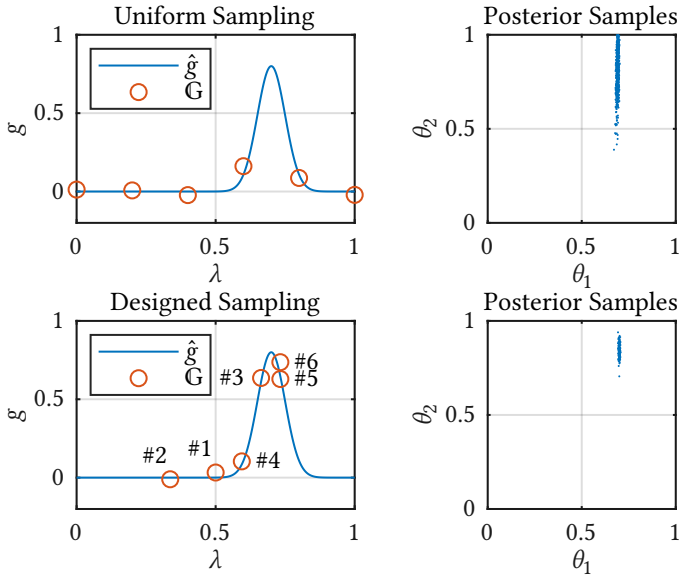 Uniform Sampling
1
0.5
0
g
ĝ
𝔾
0
0.5
1
λ
Posterior Samples
1
0.5
0
θ₂
0
0.5
1
θ₁
Designed Sampling
1
0.5
0
g
ĝ
𝔾
#6
#3
#5
#1
#2
#4
0
0.5
1
λ
Posterior Samples
1
0.5
0
θ₂
0
0.5
1
θ₁